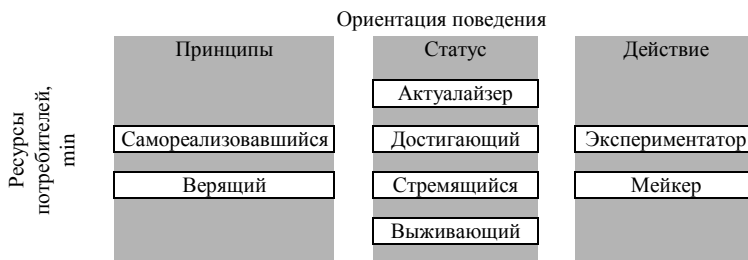 Ориентация поведения
Принципы
Статус
Действие
Ресурсы
потребителей,
min
Актуалайзер
Самореализовавшийся
Достигающий
Экспериментатор
Верящий
Стремящийся
Мейкер
Выживающий